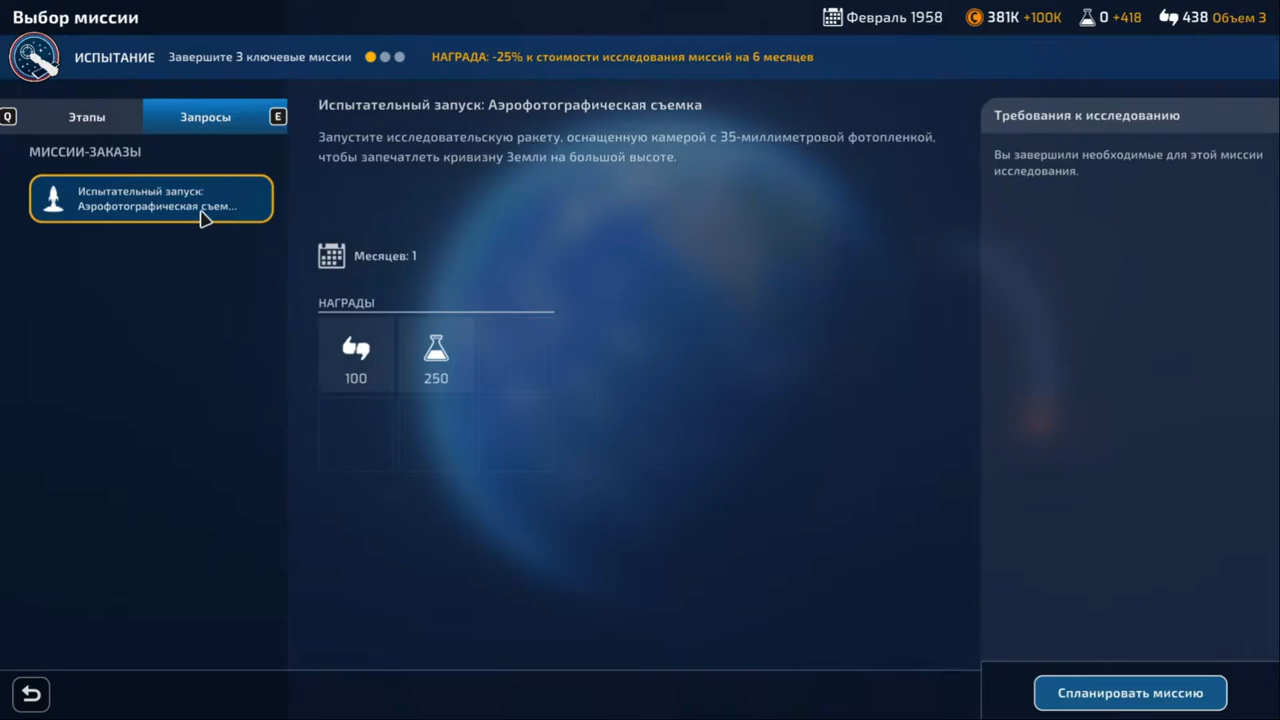 Выбор миссии
Февраль 1958
381K +100K
0 +418
438 Объем 3
ИСПЫТАНИЕ
Завершите 3 ключевые миссии
НАГРАДА: -25% к стоимости исследования миссий на 6 месяцев
Q
Этапы
Запросы
E
МИССИИ-ЗАКАЗЫ
Испытательный запуск:
Аэрофотографическая съем...
Испытательный запуск: Аэрофотографическая съемка
Запустите исследовательскую ракету, оснащенную камерой с 35-миллиметровой фотопленкой,
чтобы запечатлеть кривизну Земли на большой высоте.
Месяцев: 1
НАГРАДЫ
100
250
Требования к исследованию
Вы завершили необходимые для этой миссии
исследования.
Спланировать миссию